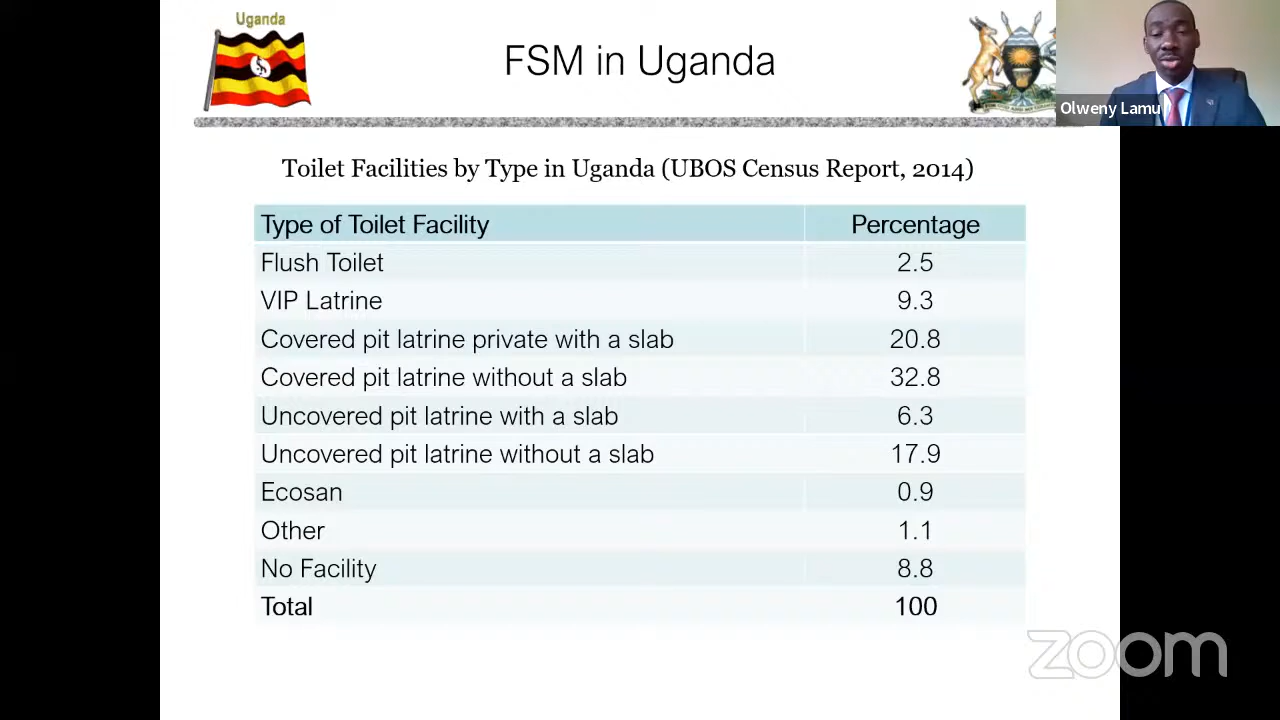 Uganda
FSM in Uganda
Olweny Lamu
Toilet Facilities by Type in Uganda (UBOS Census Report, 2014)
Type of Toilet Facility Percentage
Flush Toilet 2.5
VIP Latrine 9.3
Covered pit latrine private with a slab 20.8
Covered pit latrine without a slab 32.8
Uncovered pit latrine with a slab 6.3
Uncovered pit latrine without a slab 17.9
Ecosan 0.9
Other 1.1
No Facility 8.8
Total 100
zoom